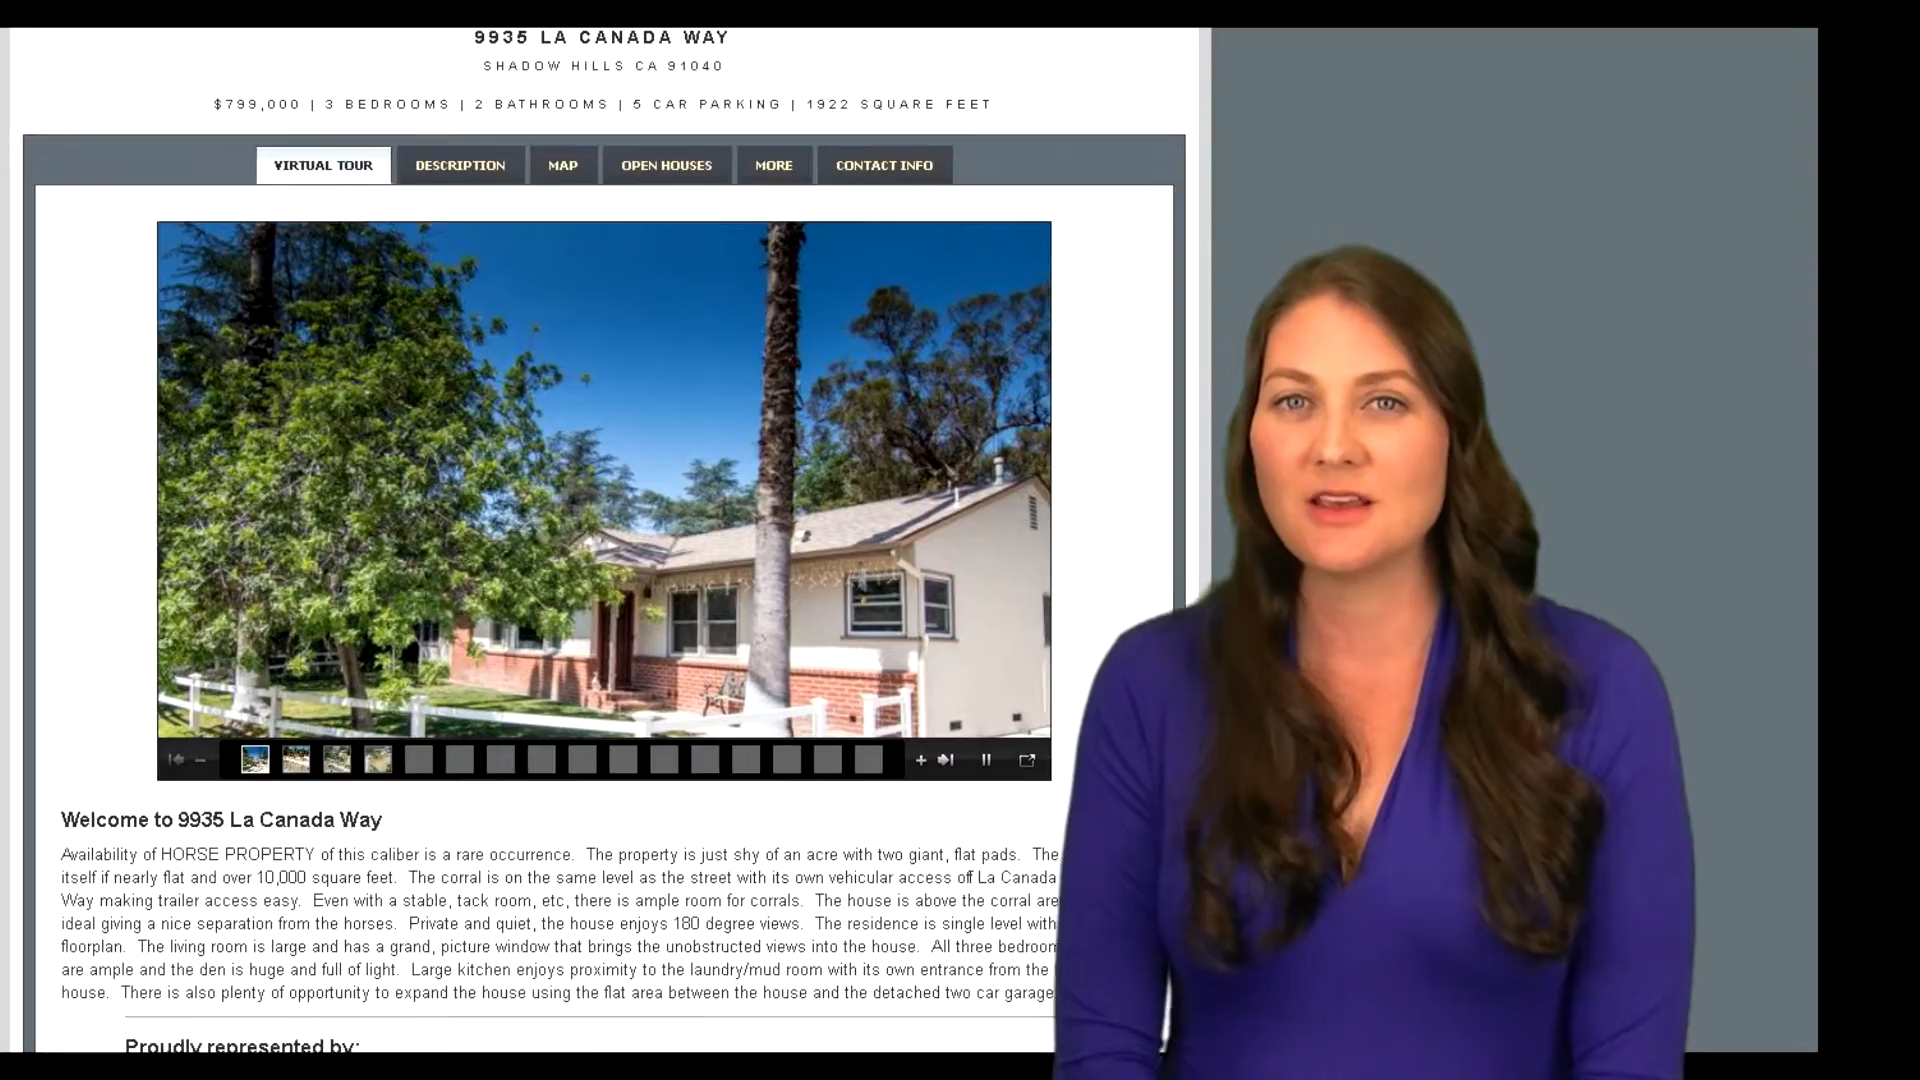 9935 LA CANADA WAY
SHADOW HILLS CA 91040
$799,000 | 3 BEDROOMS | 2 BATHROOMS | 5 CAR PARKING | 1922 SQUARE FEET
VIRTUAL TOUR DESCRIPTION MAP OPEN HOUSES MORE CONTACT INFO
Welcome to 9935 La Canada Way
Availability of HORSE PROPERTY of this caliber is a rare occurrence. The property is just shy of an acre with two giant, flat pads. The
itself if nearly flat and over 10,000 square feet. The corral is on the same level as the street with its own vehicular access off La Canada
Way making trailer access easy. Even with a stable, tack room, etc, there is ample room for corrals. The house is above the corral are
ideal giving a nice separation from the horses. Private and quiet, the house enjoys 180 degree views. The residence is single level with
floorplan. The living room is large and has a grand, picture window that brings the unobstructed views into the house. All three bedroom
are ample and the den is huge and full of light. Large kitchen enjoys proximity to the laundry/mud room with its own entrance from the
house. There is also plenty of opportunity to expand the house using the flat area between the house and the detached two car garage
Proudly represented by: